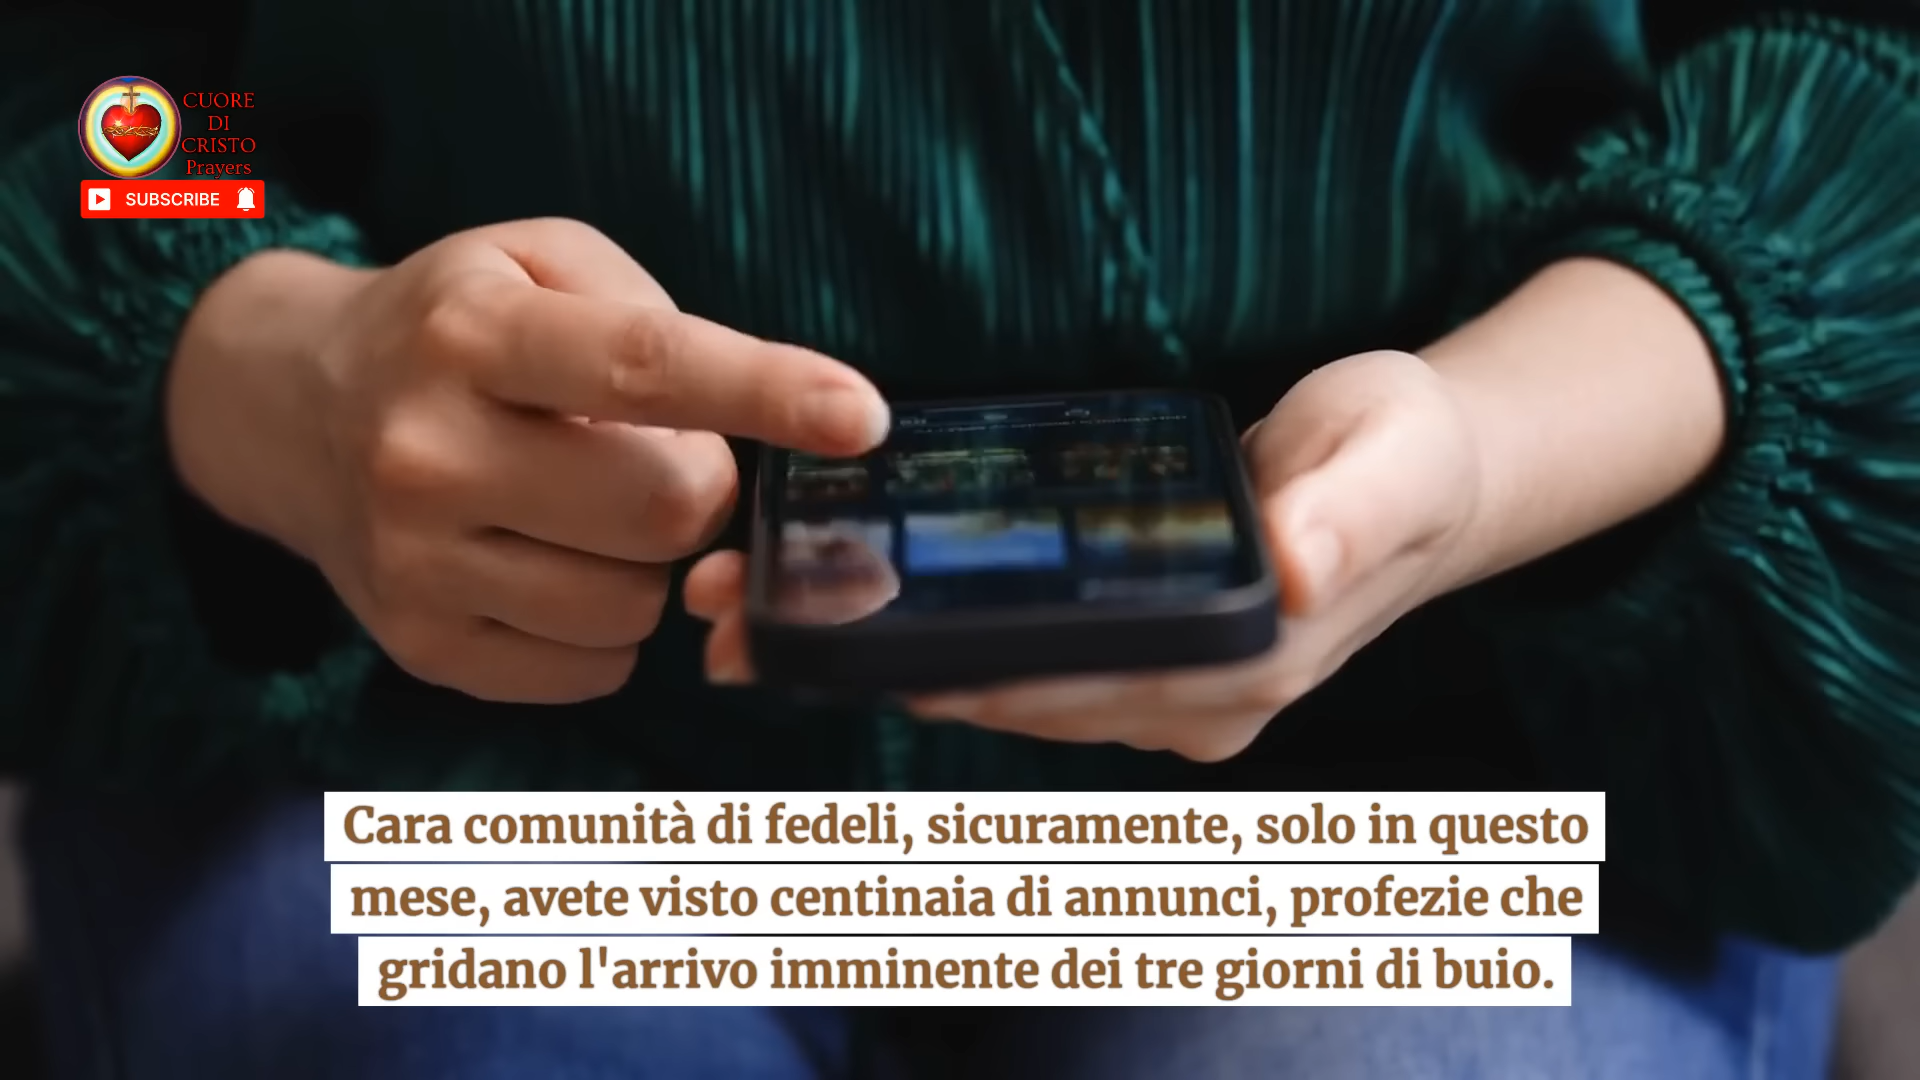 CUORE
DI
CRISTO
Prayers
SUBSCRIBE
Cara comunità di fedeli, sicuramente, solo in questo
mese, avete visto centinaia di annunci, profezie che
gridano l'arrivo imminente dei tre giorni di buio.